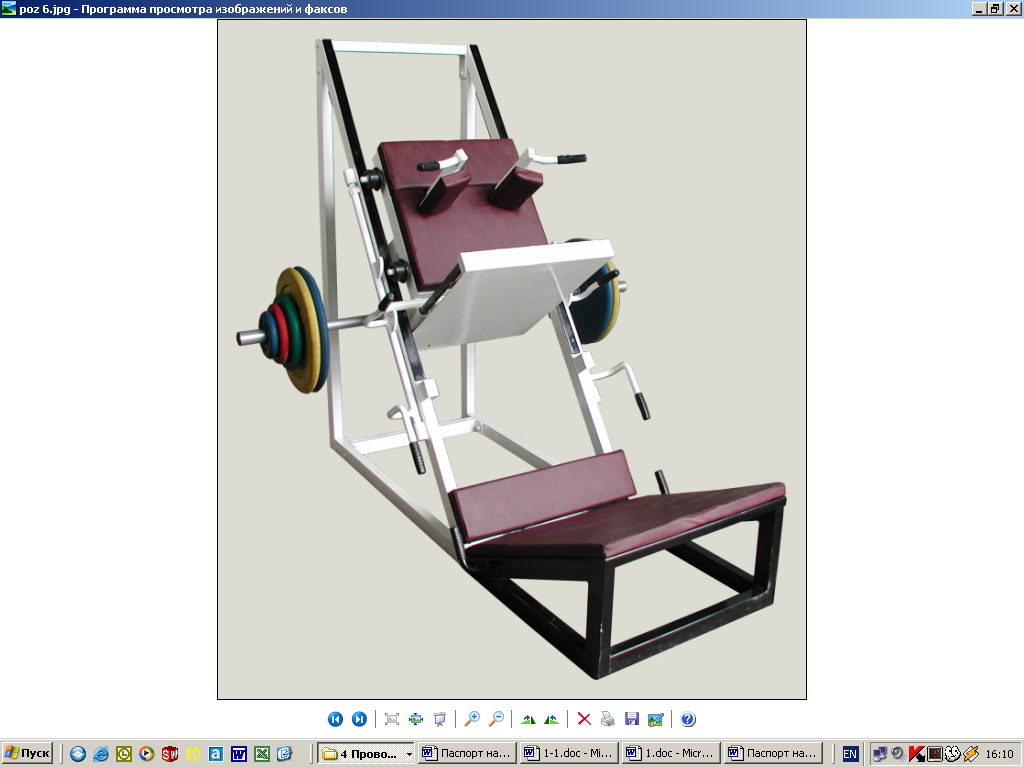 poz 6.jpg - Программа просмотра изображений и факсов
Пуск
4 Прово...
Паспорт на...
1-1.doc - Mi...
1.doc - Micr...
Паспорт на...
EN
16:10